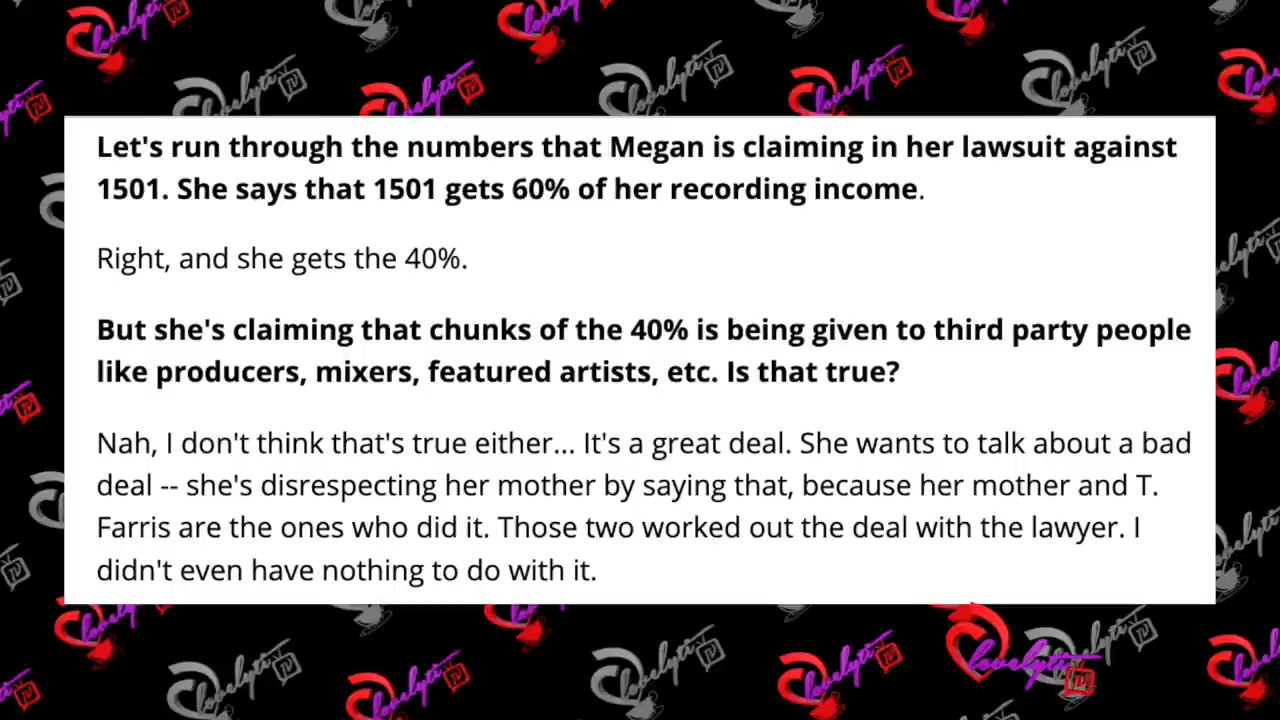 Let's run through the numbers that Megan is claiming in her lawsuit against
1501. She says that 1501 gets 60% of her recording income.
Right, and she gets the 40%.
But she's claiming that chunks of the 40% is being given to third party people
like producers, mixers, featured artists, etc. Is that true?
Nah, I don't think that's true either... It's a great deal. She wants to talk about a bad
deal -- she's disrespecting her mother by saying that, because her mother and T.
Farris are the ones who did it. Those two worked out the deal with the lawyer. I
didn't even have nothing to do with it.
lovelyti TV